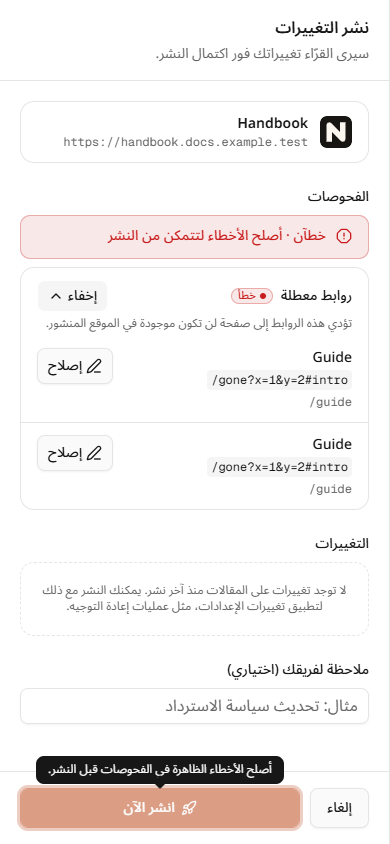 نشر التغييرات
سيرى القرّاء تغييراتك فور اكتمال النشر.
N
Handbook
https://handbook.docs.example.test
الفحوصات
خطآن · أصلح الأخطاء لتتمكن من النشر
روابط معطلة
خطأ
إخفاء
تؤدي هذه الروابط إلى صفحة لن تكون موجودة في الموقع المنشور.
Guide
إصلاح
/gone?x=1&y=2#intro
/guide
Guide
إصلاح
/gone?x=1&y=2#intro
/guide
التغييرات
لا توجد تغييرات على المقالات منذ آخر نشر. يمكنك النشر مع ذلك
لتطبيق تغييرات الإعدادات، مثل عمليات إعادة التوجيه.
ملاحظة لفريقك (اختياري)
مثال: تحديث سياسة الاسترداد
أصلح الأخطاء الظاهرة في الفحوصات قبل النشر.
إلغاء
انشر الآن